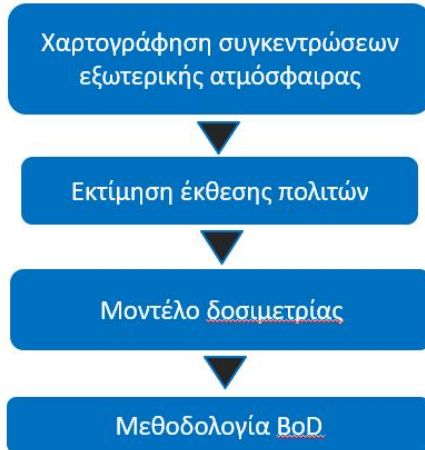 Χαρτογράφηση συγκεντρώσεων
εξωτερικής ατμόσφαιρας
Εκτίμηση έκθεσης πολιτών
Μοντέλο δοσιμετρίας
Μεθοδολογία BoD